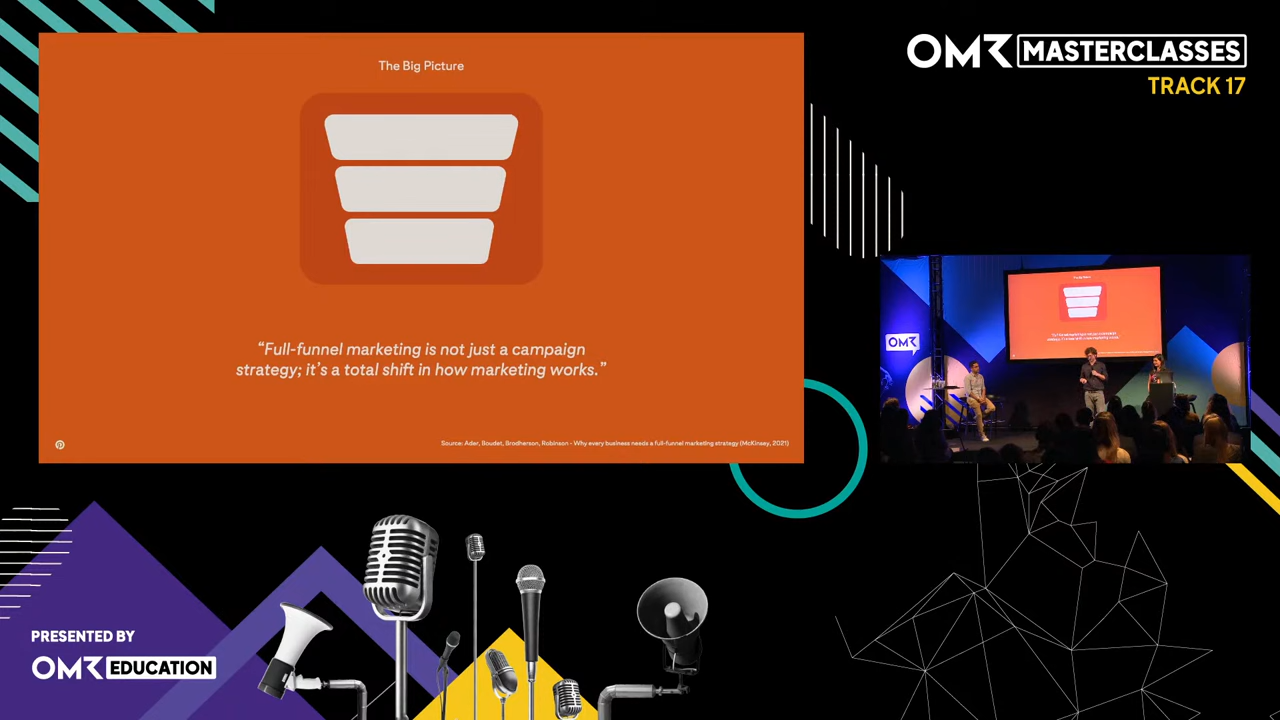 The Big Picture
“Full-funnel marketing is not just a campaign
strategy; it’s a total shift in how marketing works.”
Source: Ader, Boudet, Brodherson, Robinson - Why every business needs a full-funnel marketing strategy (McKinsey, 2021)
OMR MASTERCLASSES
TRACK 17
OMR
PRESENTED BY
OMR EDUCATION